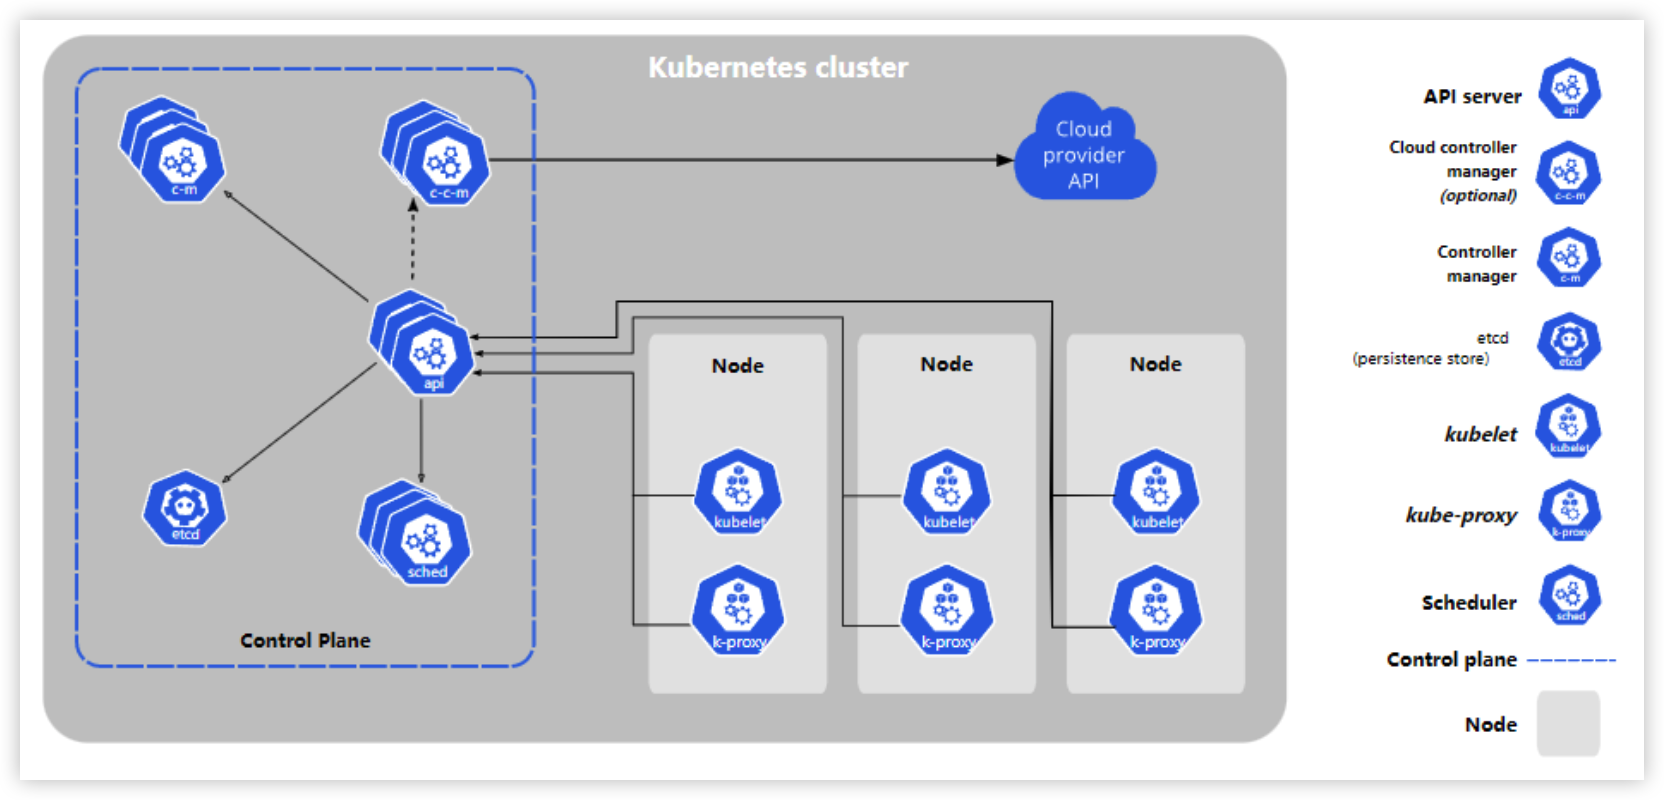 Kubernetes cluster
c-m
c-c-m
Cloud
provider
API
api
etcd
sched
Control Plane
Node
kubelet
k-proxy
Node
kubelet
k-proxy
Node
kubelet
k-proxy
API server
api
Cloud controller
manager
(optional)
c-c-m
Controller
manager
c-m
etcd
(persistence store)
etcd
kubelet
kubelet
kube-proxy
k-proxy
Scheduler
sched
Control plane
Node